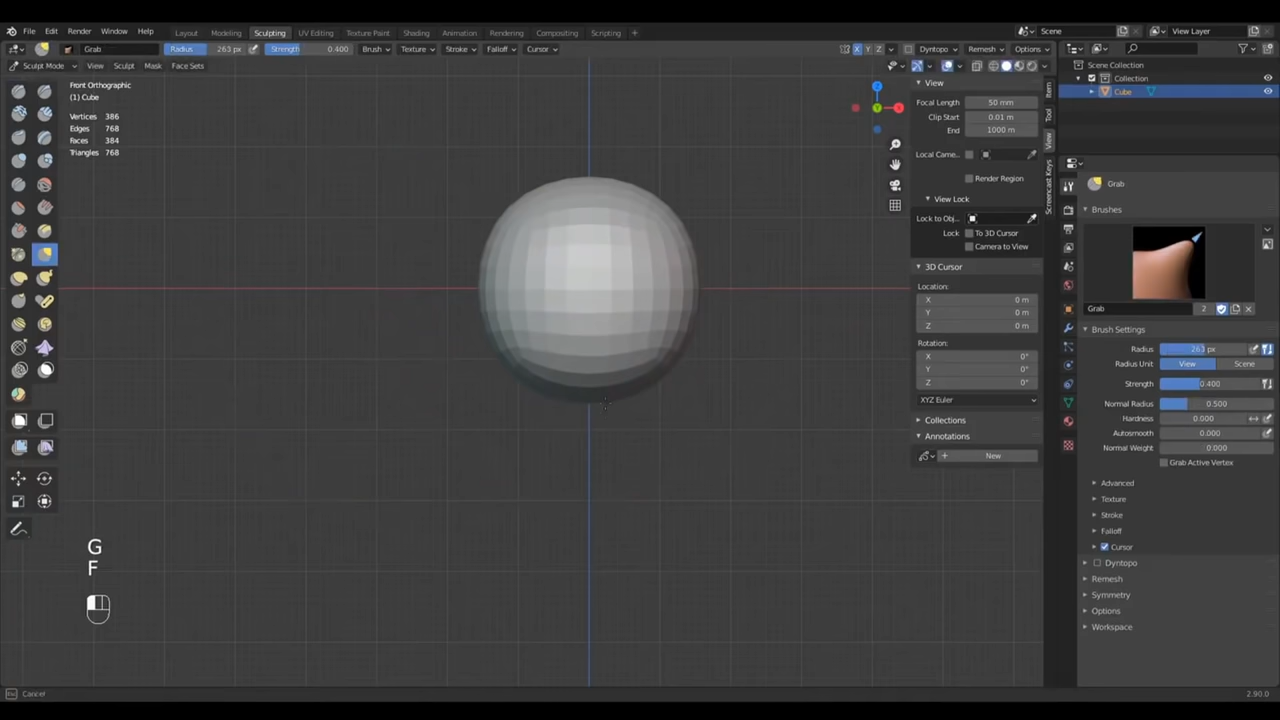 File Edit Render Window Help Layout Modeling Sculpting UV Editing Texture Paint Shading Animation Rendering Compositing Scripting + Scene View Layer
Grab Radius 263 px Strength 0.400 Brush Texture Stroke Falloff Cursor X Y Z Dyntopo Remesh Options
Sculpt Mode View Sculpt Mask Face Sets
Front Orthographic
(1) Cube
Vertices 386
Edges 768
Faces 384
Triangles 768
Z
X
Y
View
Focal Length 50 mm
Clip Start 0.01 m
End 1000 m
Local Came...
Render Region
View Lock
Lock to Obj...
Lock To 3D Cursor
Camera to View
3D Cursor
Location:
X 0 m
Y 0 m
Z 0 m
Rotation:
X 0°
Y 0°
Z 0°
XYZ Euler
Collections
Annotations
New
Item
Tool
View
Screencast Keys
Scene Collection
Collection
Cube
Grab
Brushes
Grab 2
Brush Settings
Radius 263 px
Radius Unit View Scene
Strength 0.400
Normal Radius 0.500
Hardness 0.000
Autosmooth 0.000
Normal Weight 0.000
Grab Active Vertex
Advanced
Texture
Stroke
Falloff
Cursor
Dyntopo
Remesh
Symmetry
Options
Workspace
G
F
Cancel
2.90.0